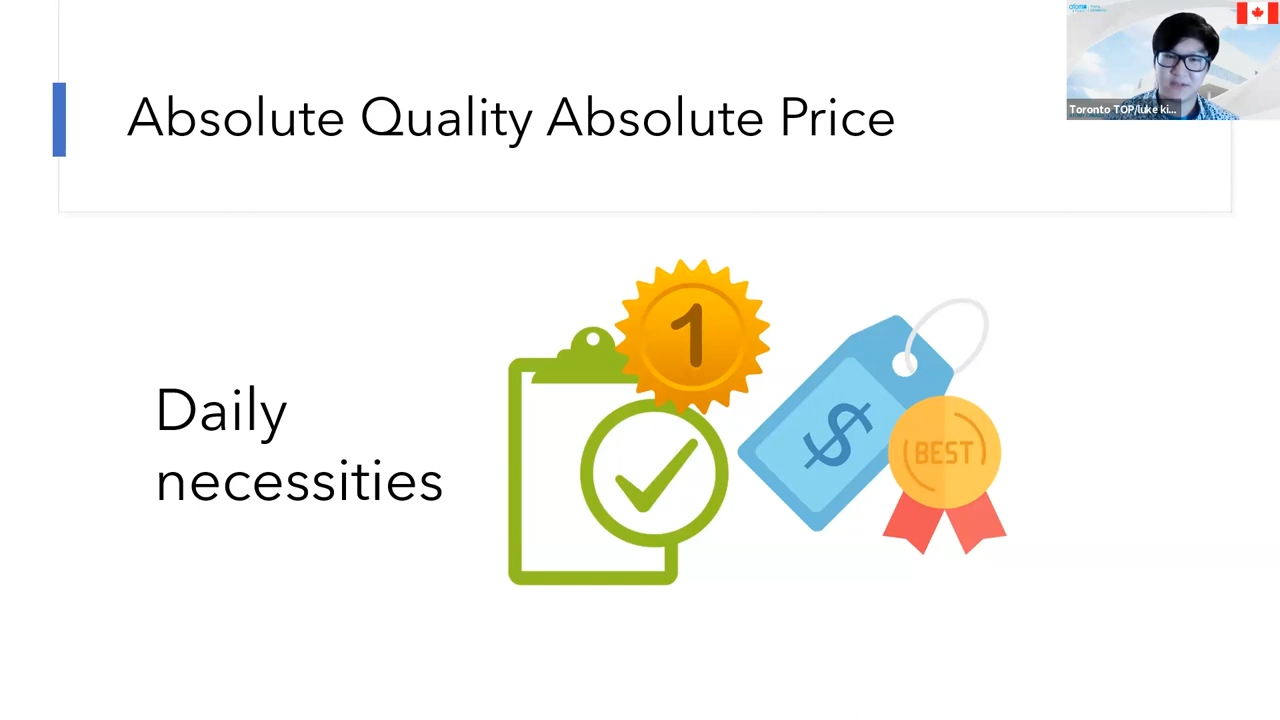 Absolute Quality Absolute Price
Toronto TOP/luke ki...
Daily
necessities
1
$
BEST